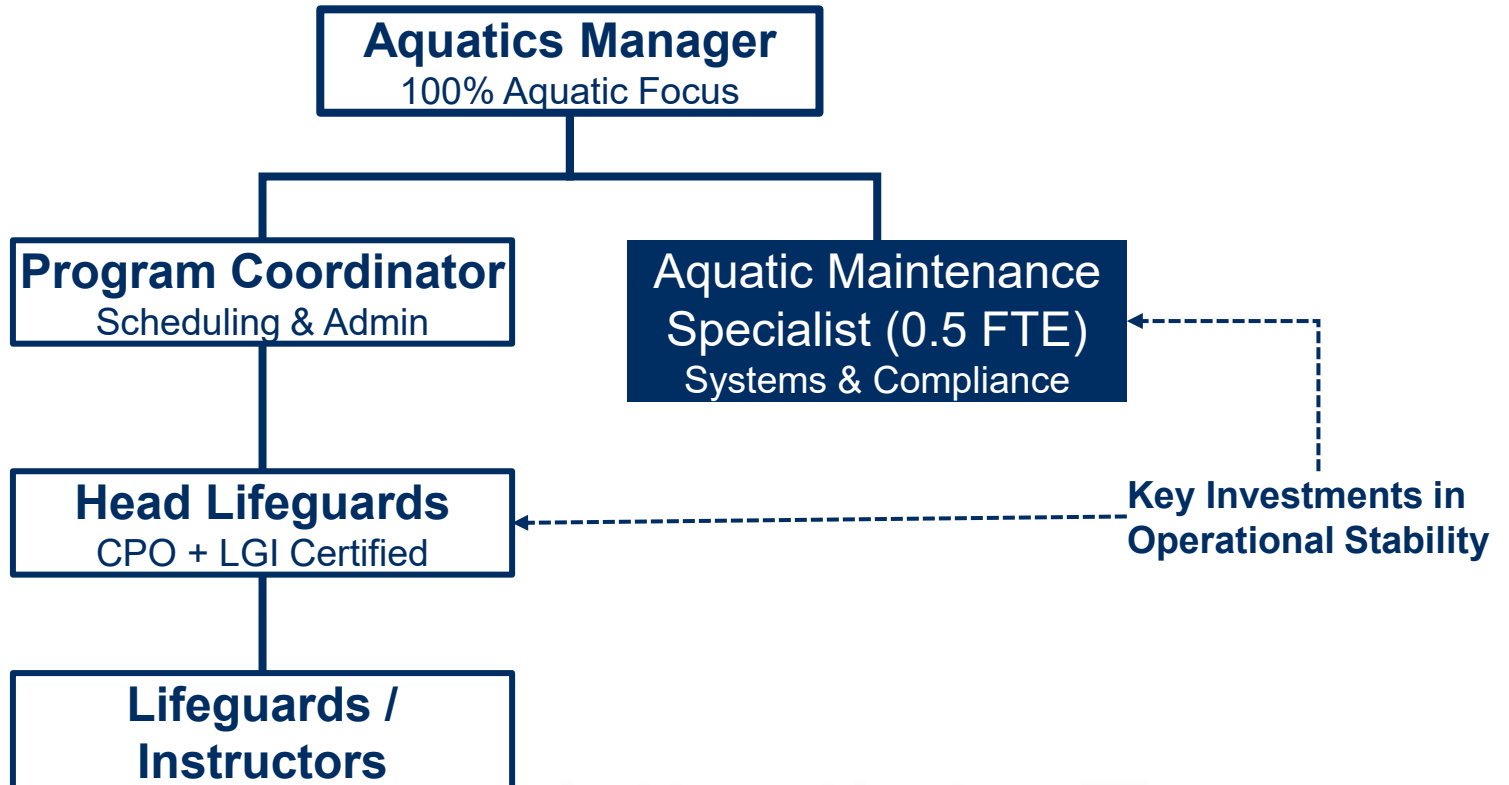 Aquatics Manager
100% Aquatic Focus
Program Coordinator
Scheduling & Admin
Aquatic Maintenance
Specialist (0.5 FTE)
Systems & Compliance
Head Lifeguards
CPO + LGI Certified
Key Investments in
Operational Stability
Lifeguards /
Instructors